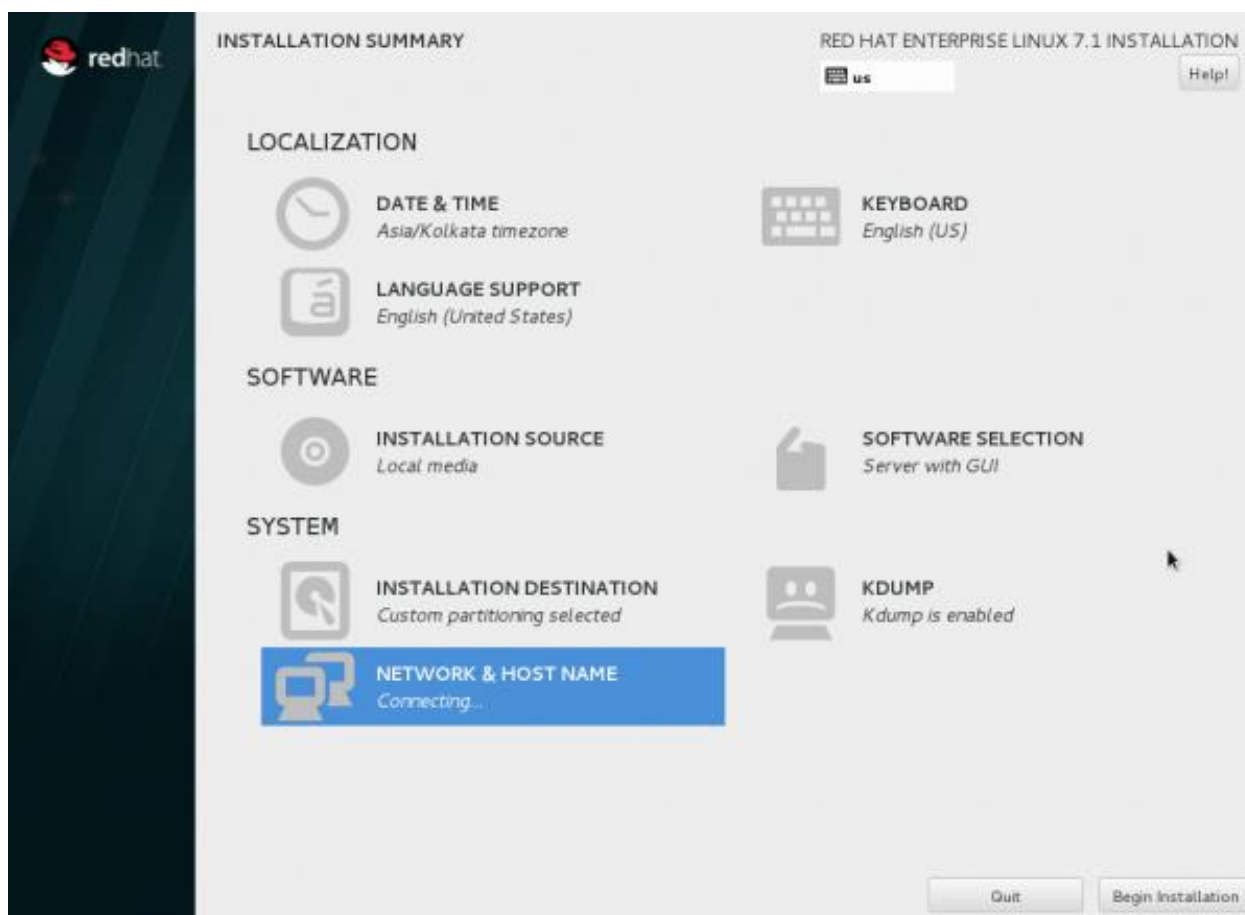 redhat
INSTALLATION SUMMARY
RED HAT ENTERPRISE LINUX 7.1 INSTALLATION
us
Help!
LOCALIZATION
DATE & TIME
Asia/Kolkata timezone
KEYBOARD
English (US)
á
LANGUAGE SUPPORT
English (United States)
SOFTWARE
INSTALLATION SOURCE
Local media
SOFTWARE SELECTION
Server with GUI
SYSTEM
INSTALLATION DESTINATION
Custom partitioning selected
KDUMP
Kdump is enabled
NETWORK & HOST NAME
Connecting...
Quit
Begin Installation